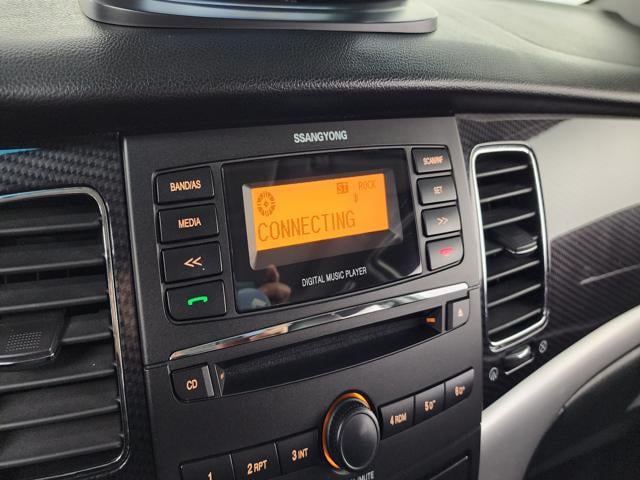 SSANGYONG
BAND/AS
MEDIA
<<
ST ROCK
CONNECTING
DIGITAL MUSIC PLAYER
SCAN/INF
SET
>>
CD
1
2 RPT
3 INT
4 RDM
5
6